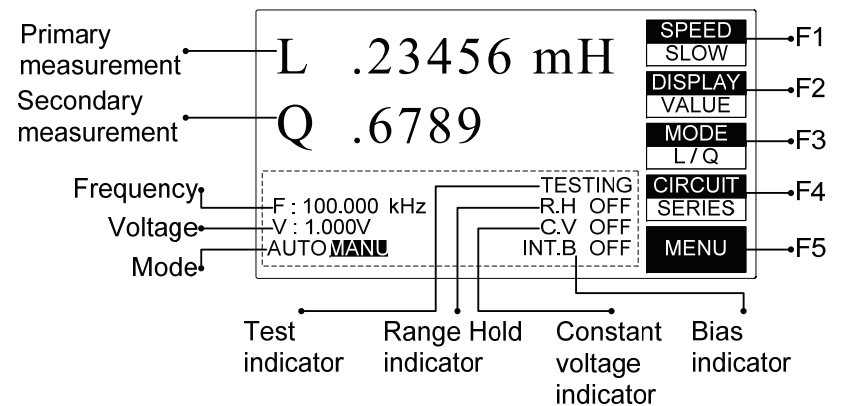 Primary
measurement
Secondary
measurement
Frequency
Voltage
Mode
L .23456 mH
Q .6789
F : 100.000 kHz
V : 1.000V
AUTO MANU
TESTING
R.H OFF
C.V OFF
INT.B OFF
SPEED
SLOW
DISPLAY
VALUE
MODE
L / Q
CIRCUIT
SERIES
MENU
F1
F2
F3
F4
F5
Test
indicator
Range Hold
indicator
Constant
voltage
indicator
Bias
indicator